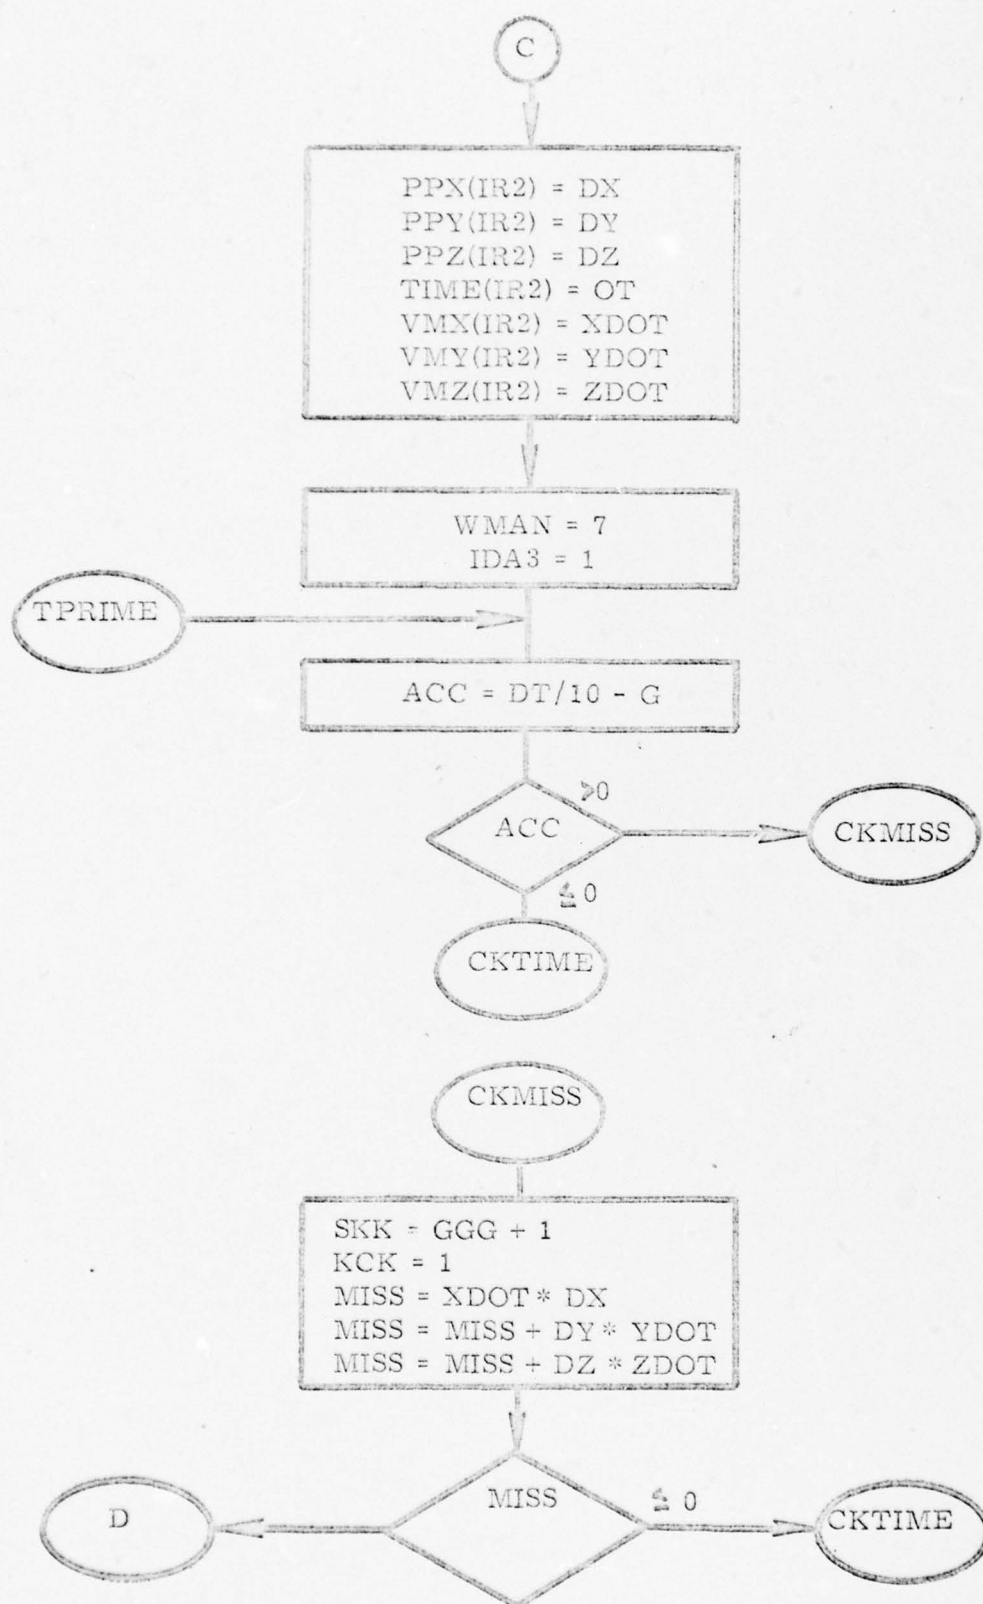 C
PPX(IR2) = DX
PPY(IR2) = DY
PPZ(IR2) = DZ
TIME(IR2) = OT
VMX(IR2) = XDOT
VMY(IR2) = YDOT
VMZ(IR2) = ZDOT
WMAN = 7
IDA3 = 1
TPRIME
ACC = DT/10 - G
>0
ACC
CKMISS
≤ 0
CKTIME
CKMISS
SKK = GGG + 1
KCK = 1
MISS = XDOT * DX
MISS = MISS + DY * YDOT
MISS = MISS + DZ * ZDOT
MISS
≤ 0
D
CKTIME